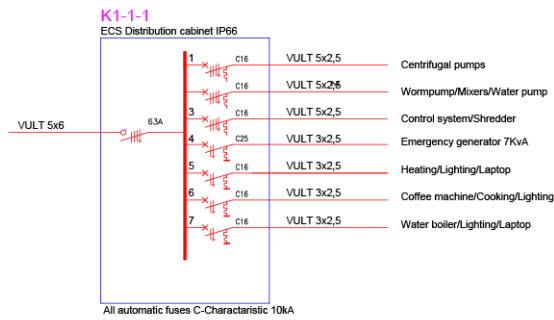 K1-1-1
ECS Distribution cabinet IP66
1 C16 VULT 5x2,5 Centrifugal pumps
C16 VULT 5x2,5 Wormpump/Mixers/Water pump
3 C16 VULT 5x2,5 Control system/Shredder
VULT 5x6 63A
4 C25 VULT 3x2,5 Emergency generator 7KvA
5 C16 VULT 3x2,5 Heating/Lighting/Laptop
6 C16 VULT 3x2,5 Coffee machine/Cooking/Lighting
7 C16 VULT 3x2,5 Water boiler/Lighting/Laptop
All automatic fuses C-Charactaristic 10kA